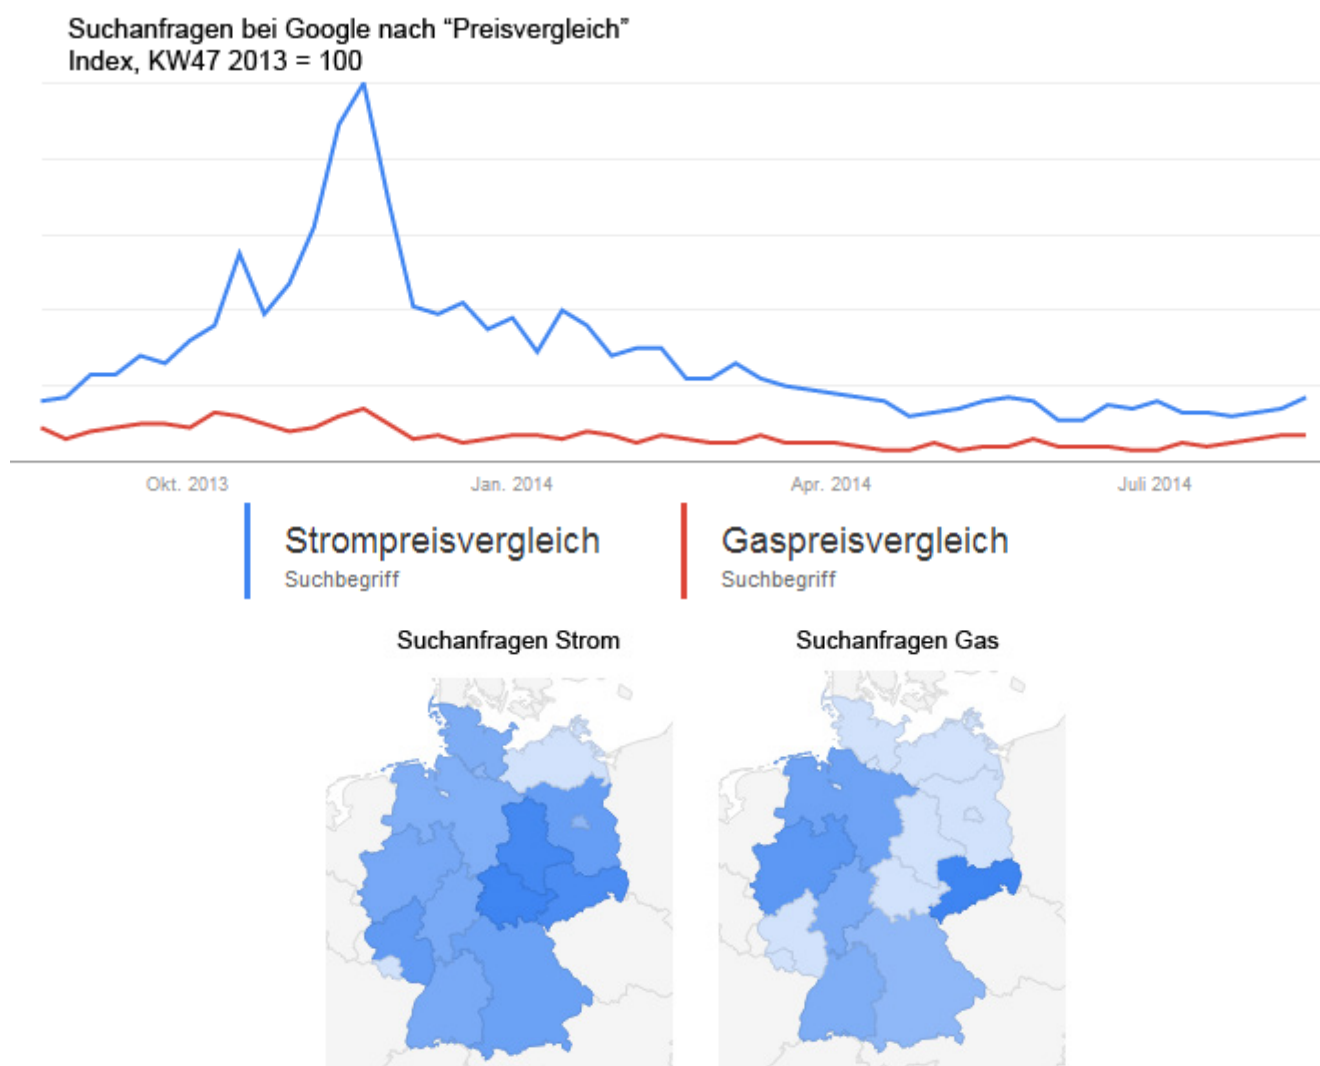 Suchanfragen bei Google nach “Preisvergleich”
Index, KW47 2013 = 100
Okt. 2013
Jan. 2014
Apr. 2014
Juli 2014
Strompreisvergleich
Suchbegriff
Gaspreisvergleich
Suchbegriff
Suchanfragen Strom
Suchanfragen Gas